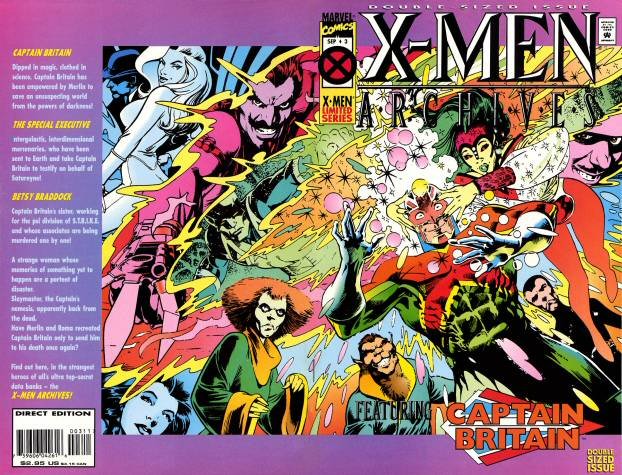 CAPTAIN BRITAIN
Dipped in magic, clothed in
science, Captain Britain has
been empowered by Merlin to
save an unsuspecting world
from the powers of darkness!
THE SPECIAL EXECUTIVE
ntergalactic, interdimensional
mercenaries, who have been
sent to Earth and take Captain
Britain to testify on behalf of
Satureyne!
BETSY BRADDOCK
Captain Britain's sister, working
for the psi division of S.T.R.I.K.E.
and whose associates are being
murdered one by one!
A strange woman whose
memories of something yet to
happen are a portent of
disaster.
Slaymaster, the Captain's
nemesis, apparently back from
the dead.
Have Merlin and Roma recreated
Captain Britain only to send him
to his death once again?
Find out here, in the strangest
heroes of all's ultra top-secret
data banks – the
X-MEN ARCHIVES!
DIRECT EDITION
00311
$2.95 US $4.15 CAN
DOUBLE-SIZED ISSUE
MARVEL
COMICS
SEP • 3
X-MEN
LIMITED
SERIES
X-MEN
ARCHIVES
FEATURING
CAPTAIN
BRITAIN
DOUBLE
SIZED
ISSUE